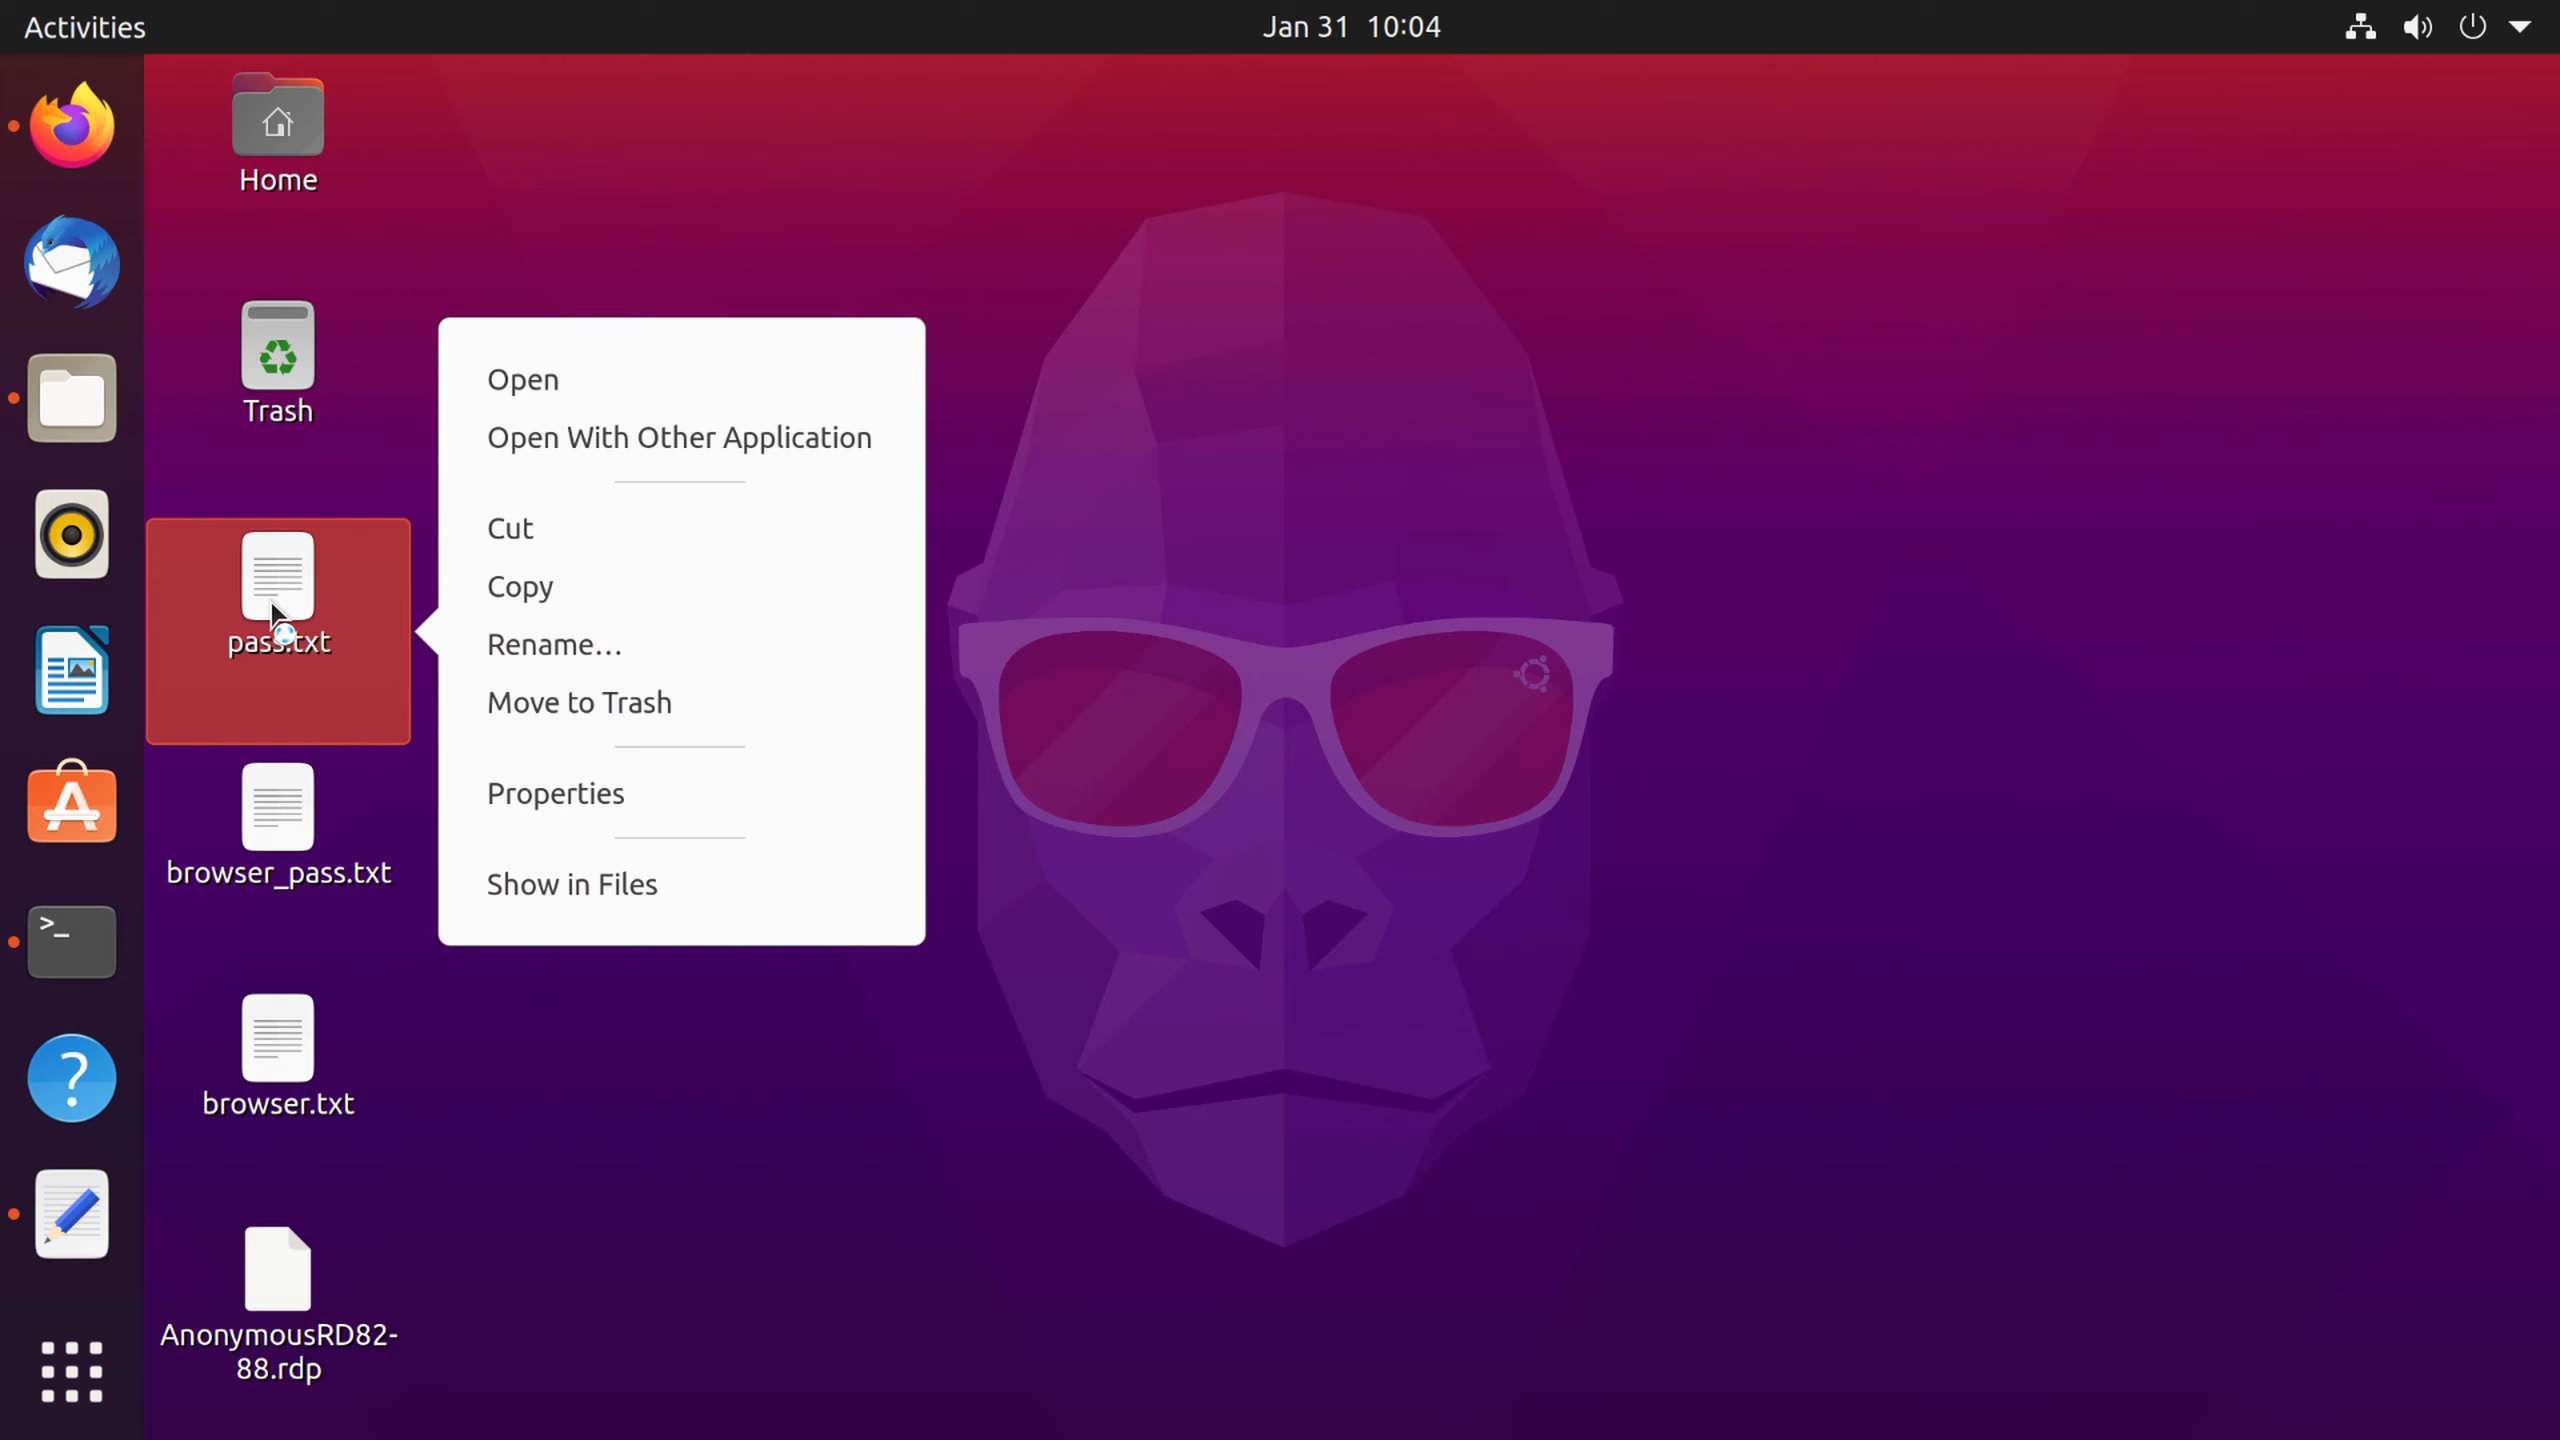 Activities
Jan 31 10:04
Home
Trash
pass.txt
browser_pass.txt
browser.txt
AnonymousRD82-
88.rdp
Open
Open With Other Application
Cut
Copy
Rename…
Move to Trash
Properties
Show in Files